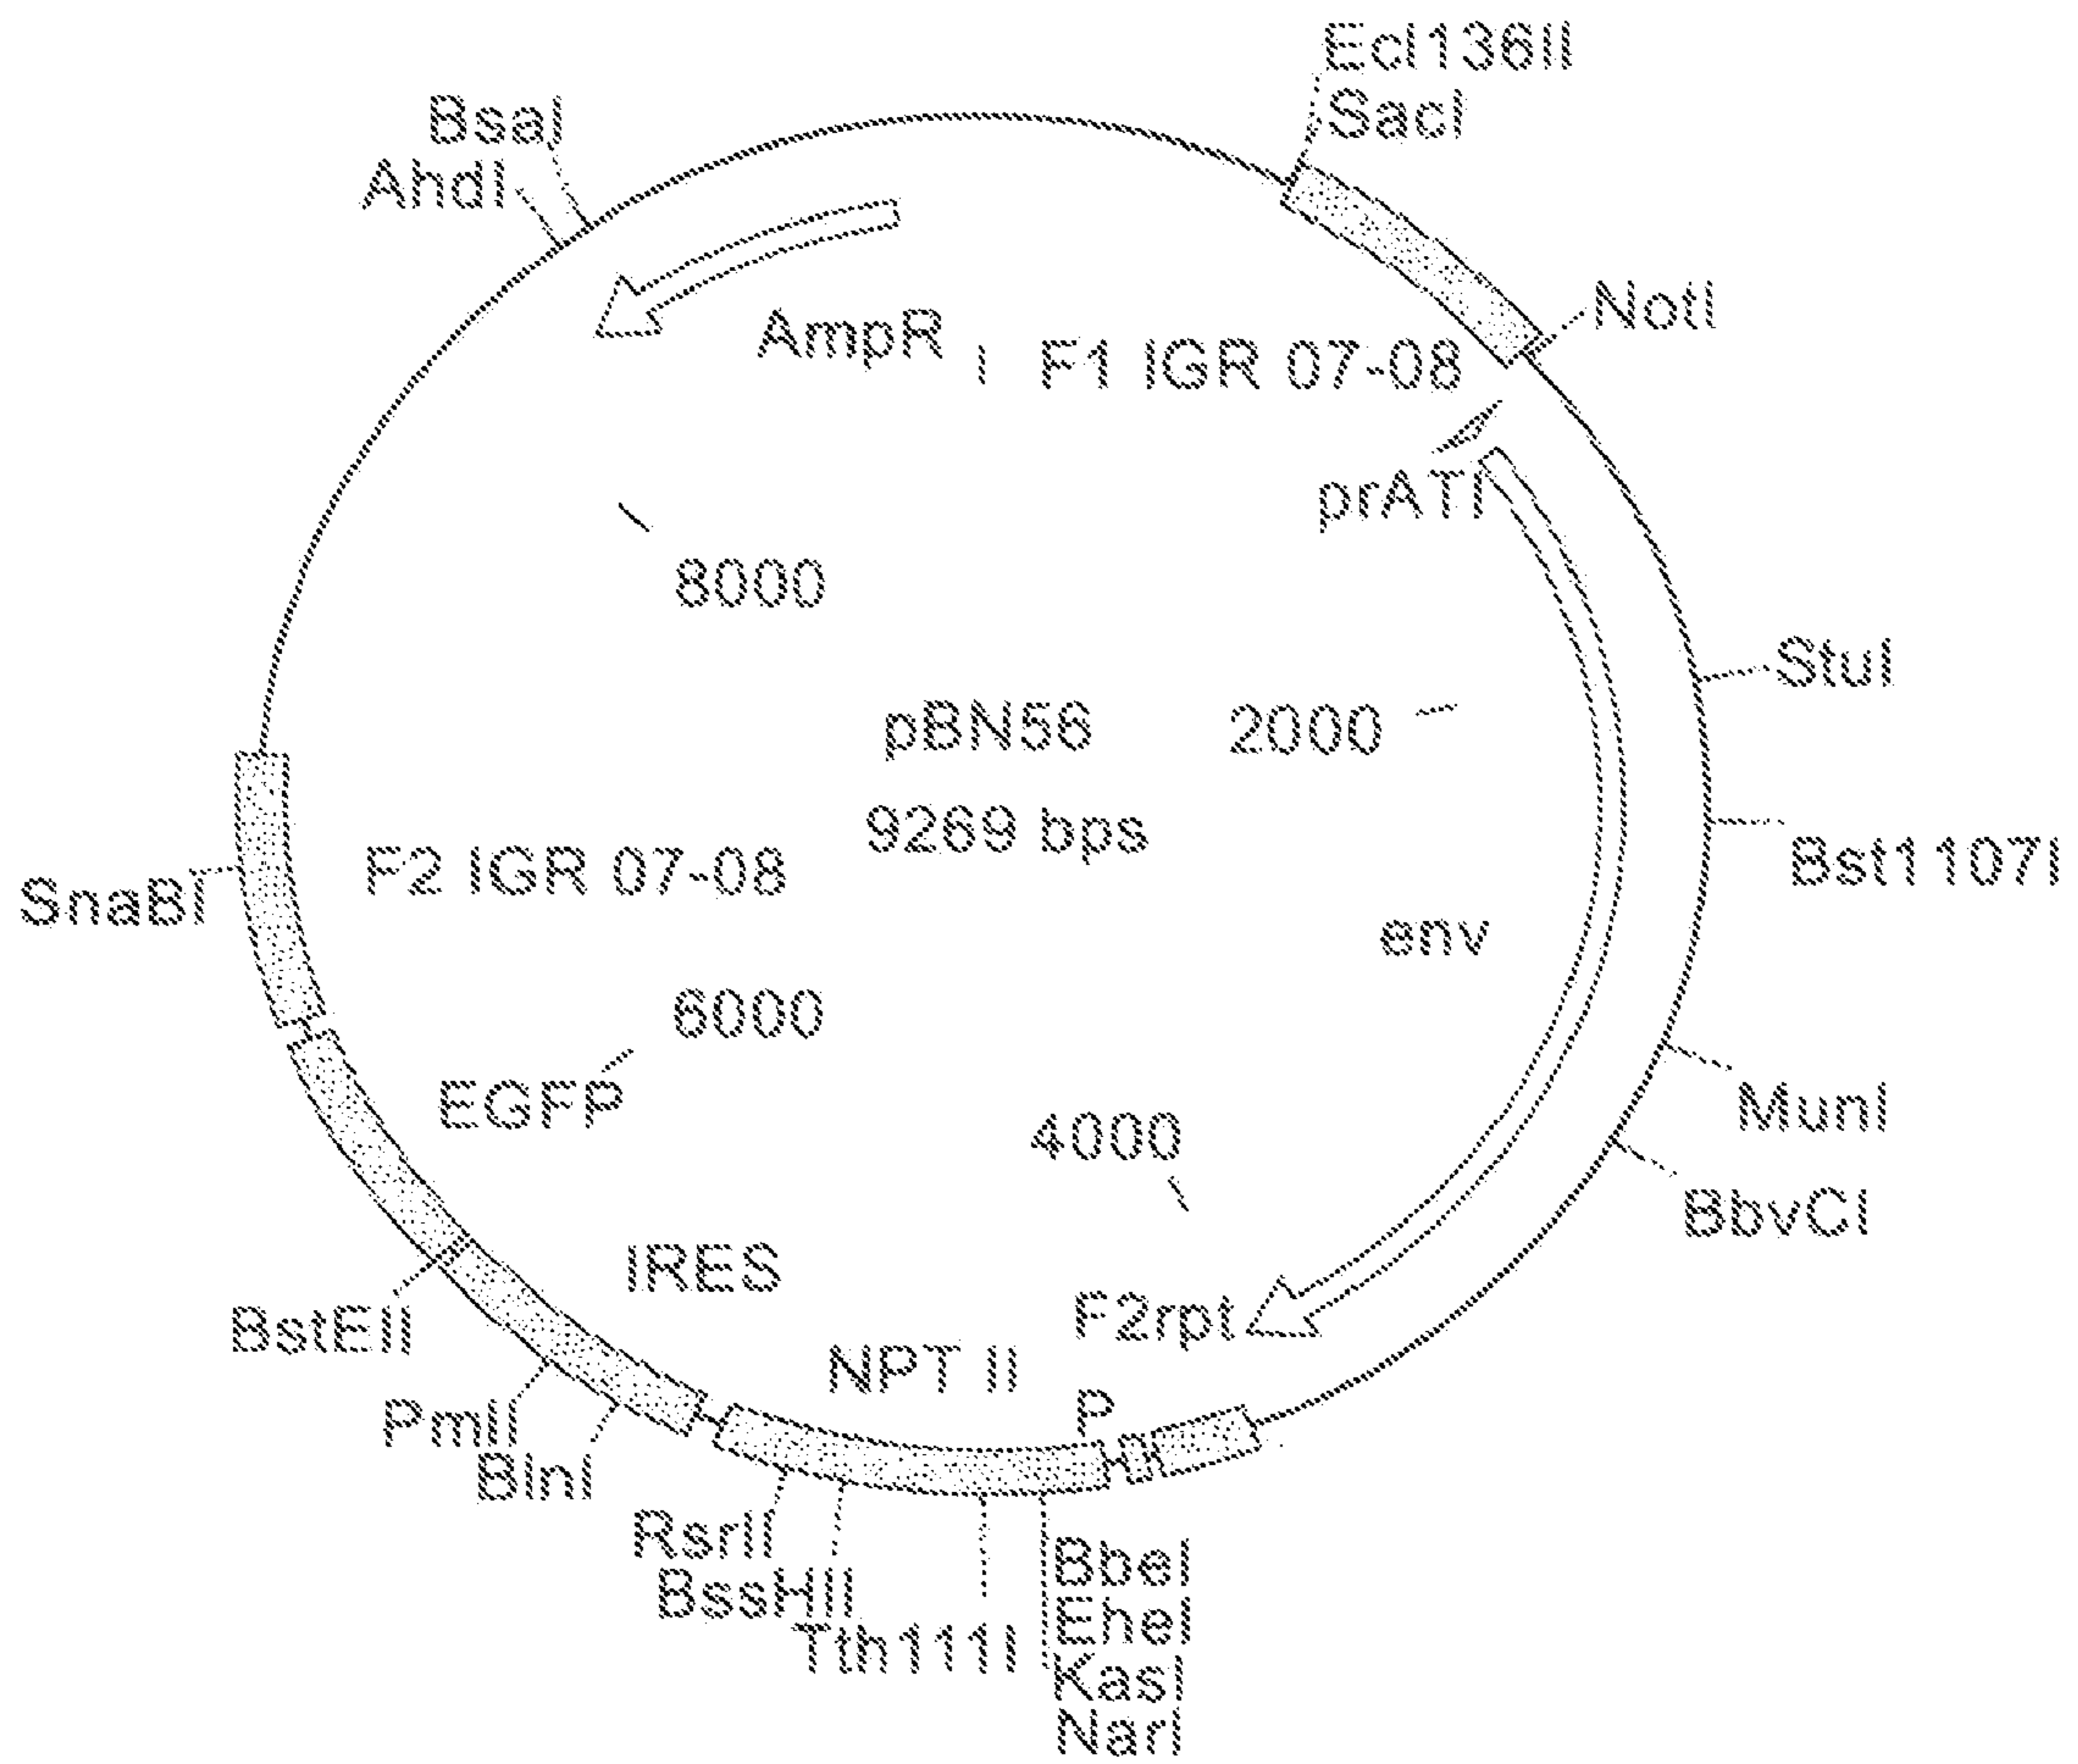 Ecl136II
SacI
BsaI
AhdI
NotI
AmpR
I
F1 IGR 07-08
prATI
8000
StuI
pBN56
2000
9269 bps
Bst1107I
F2 IGR 07-08
SnaBI
env
6000
EGFP
4000
MunI
BbvCI
IRES
F2rpt
BstEII
NPT II
P
PmlI
BlnI
RsrII
BssHII
Tth111I
BbeI
EheI
KasI
NarI